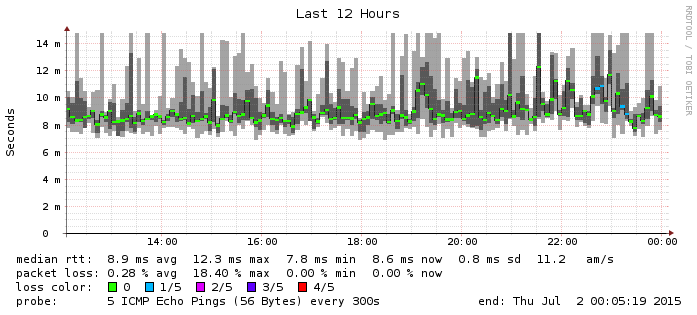 Last 12 Hours
RRDTOOL / TOBI OETIKER
Seconds
14 m
12 m
10 m
8 m
6 m
4 m
2 m
0
14:00 16:00 18:00 20:00 22:00 00:00
median rtt: 8.9 ms avg 12.3 ms max 7.8 ms min 8.6 ms now 0.8 ms sd 11.2 am/s
packet loss: 0.28 % avg 18.40 % max 0.00 % min 0.00 % now
loss color: 0 1/5 2/5 3/5 4/5
probe: 5 ICMP Echo Pings (56 Bytes) every 300s end: Thu Jul 2 00:05:19 2015